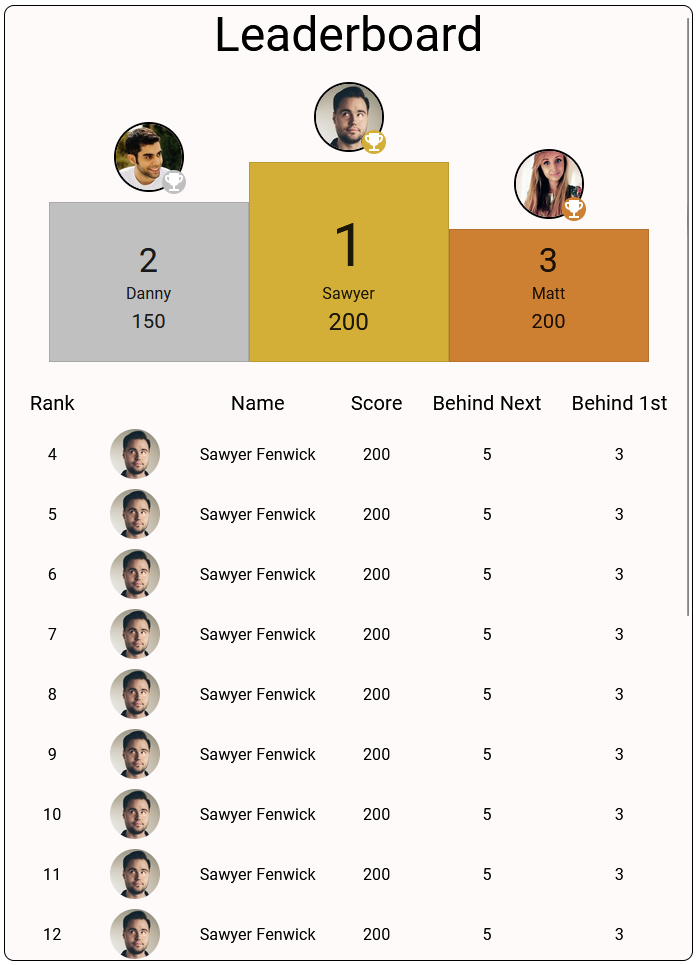 Leaderboard
1
Sawyer
200
2
Danny
150
3
Matt
200
Rank Name Score Behind Next Behind 1st
4 Sawyer Fenwick 200 5 3
5 Sawyer Fenwick 200 5 3
6 Sawyer Fenwick 200 5 3
7 Sawyer Fenwick 200 5 3
8 Sawyer Fenwick 200 5 3
9 Sawyer Fenwick 200 5 3
10 Sawyer Fenwick 200 5 3
11 Sawyer Fenwick 200 5 3
12 Sawyer Fenwick 200 5 3